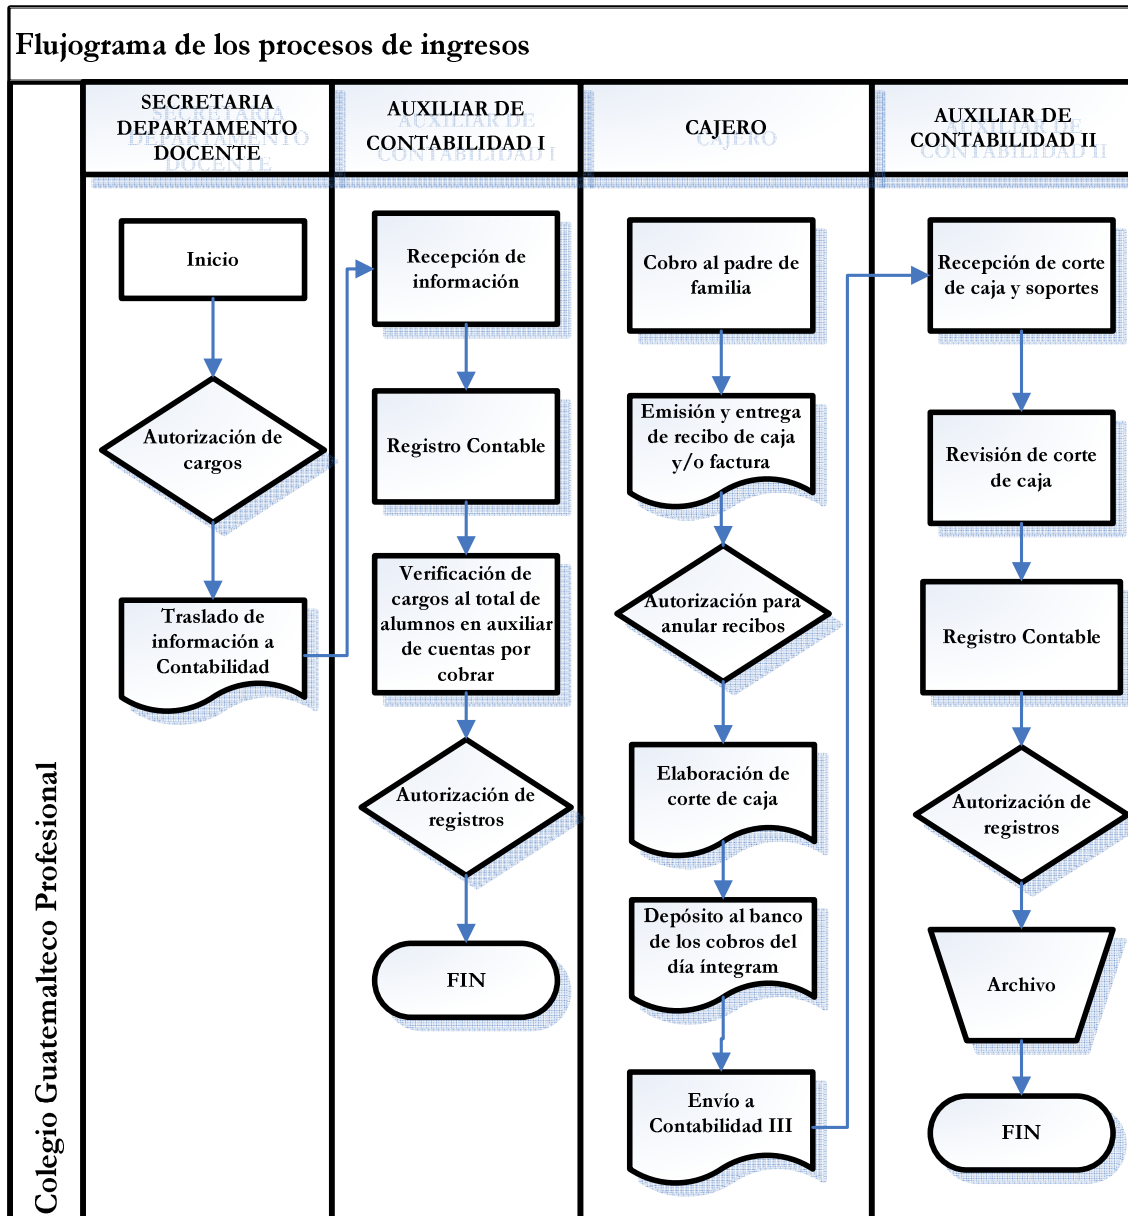 Flujograma de los procesos de ingresos
Colegio Guatemalteco Profesional
SECRETARIA
DEPARTAMENTO
DOCENTE
Inicio
Autorización de
cargos
Traslado de
información a
Contabilidad
AUXILIAR DE
CONTABILIDAD I
Recepción de
información
Registro Contable
Verificación de
cargos al total de
alumnos en auxiliar
de cuentas por
cobrar
Autorización de
registros
FIN
CAJERO
Cobro al padre de
familia
Emisión y entrega
de recibo de caja
y/o factura
Autorización para
anular recibos
Elaboración de
corte de caja
Depósito al banco
de los cobros del
día íntegram
Envío a
Contabilidad III
AUXILIAR DE
CONTABILIDAD II
Recepción de corte
de caja y soportes
Revisión de corte
de caja
Registro Contable
Autorización de
registros
Archivo
FIN